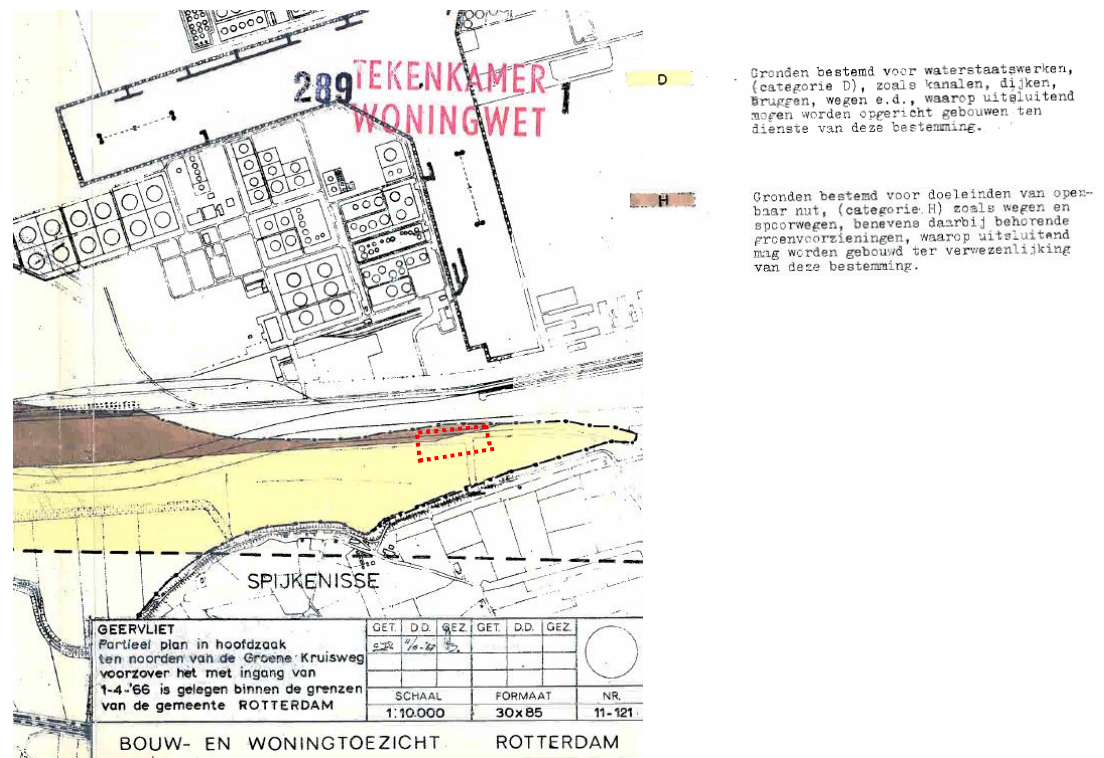 289
TEKENKAMER
WONINGWET
1
D
Gronden bestemd voor waterstaatswerken,
(categorie D), zoals kanalen, dijken,
Bruggen, wegen e.d., waarop uitsluitend
mogen worden opgericht gebouwen ten
dienste van deze bestemming.
H
Gronden bestemd voor doeleinden van open-
baar nut, (categorie H) zoals wegen en
spoorwegen, benevens daarbij behorende
groenvoorzieningen, waarop uitsluitend
mag worden gebouwd ter verwezenlijking
van deze bestemming.
SPIJKENISSE
GEERVLIET
Partieel plan in hoofdzaak
ten noorden van de Groene Kruisweg
voorzover het met ingang van
1-4-'66 is gelegen binnen de grenzen
van de gemeente ROTTERDAM
GET. D.D. GEZ. GET. D.D. GEZ.
SCHAAL FORMAAT NR.
1:10.000 30x85 11-121
BOUW- EN WONINGTOEZICHT ROTTERDAM